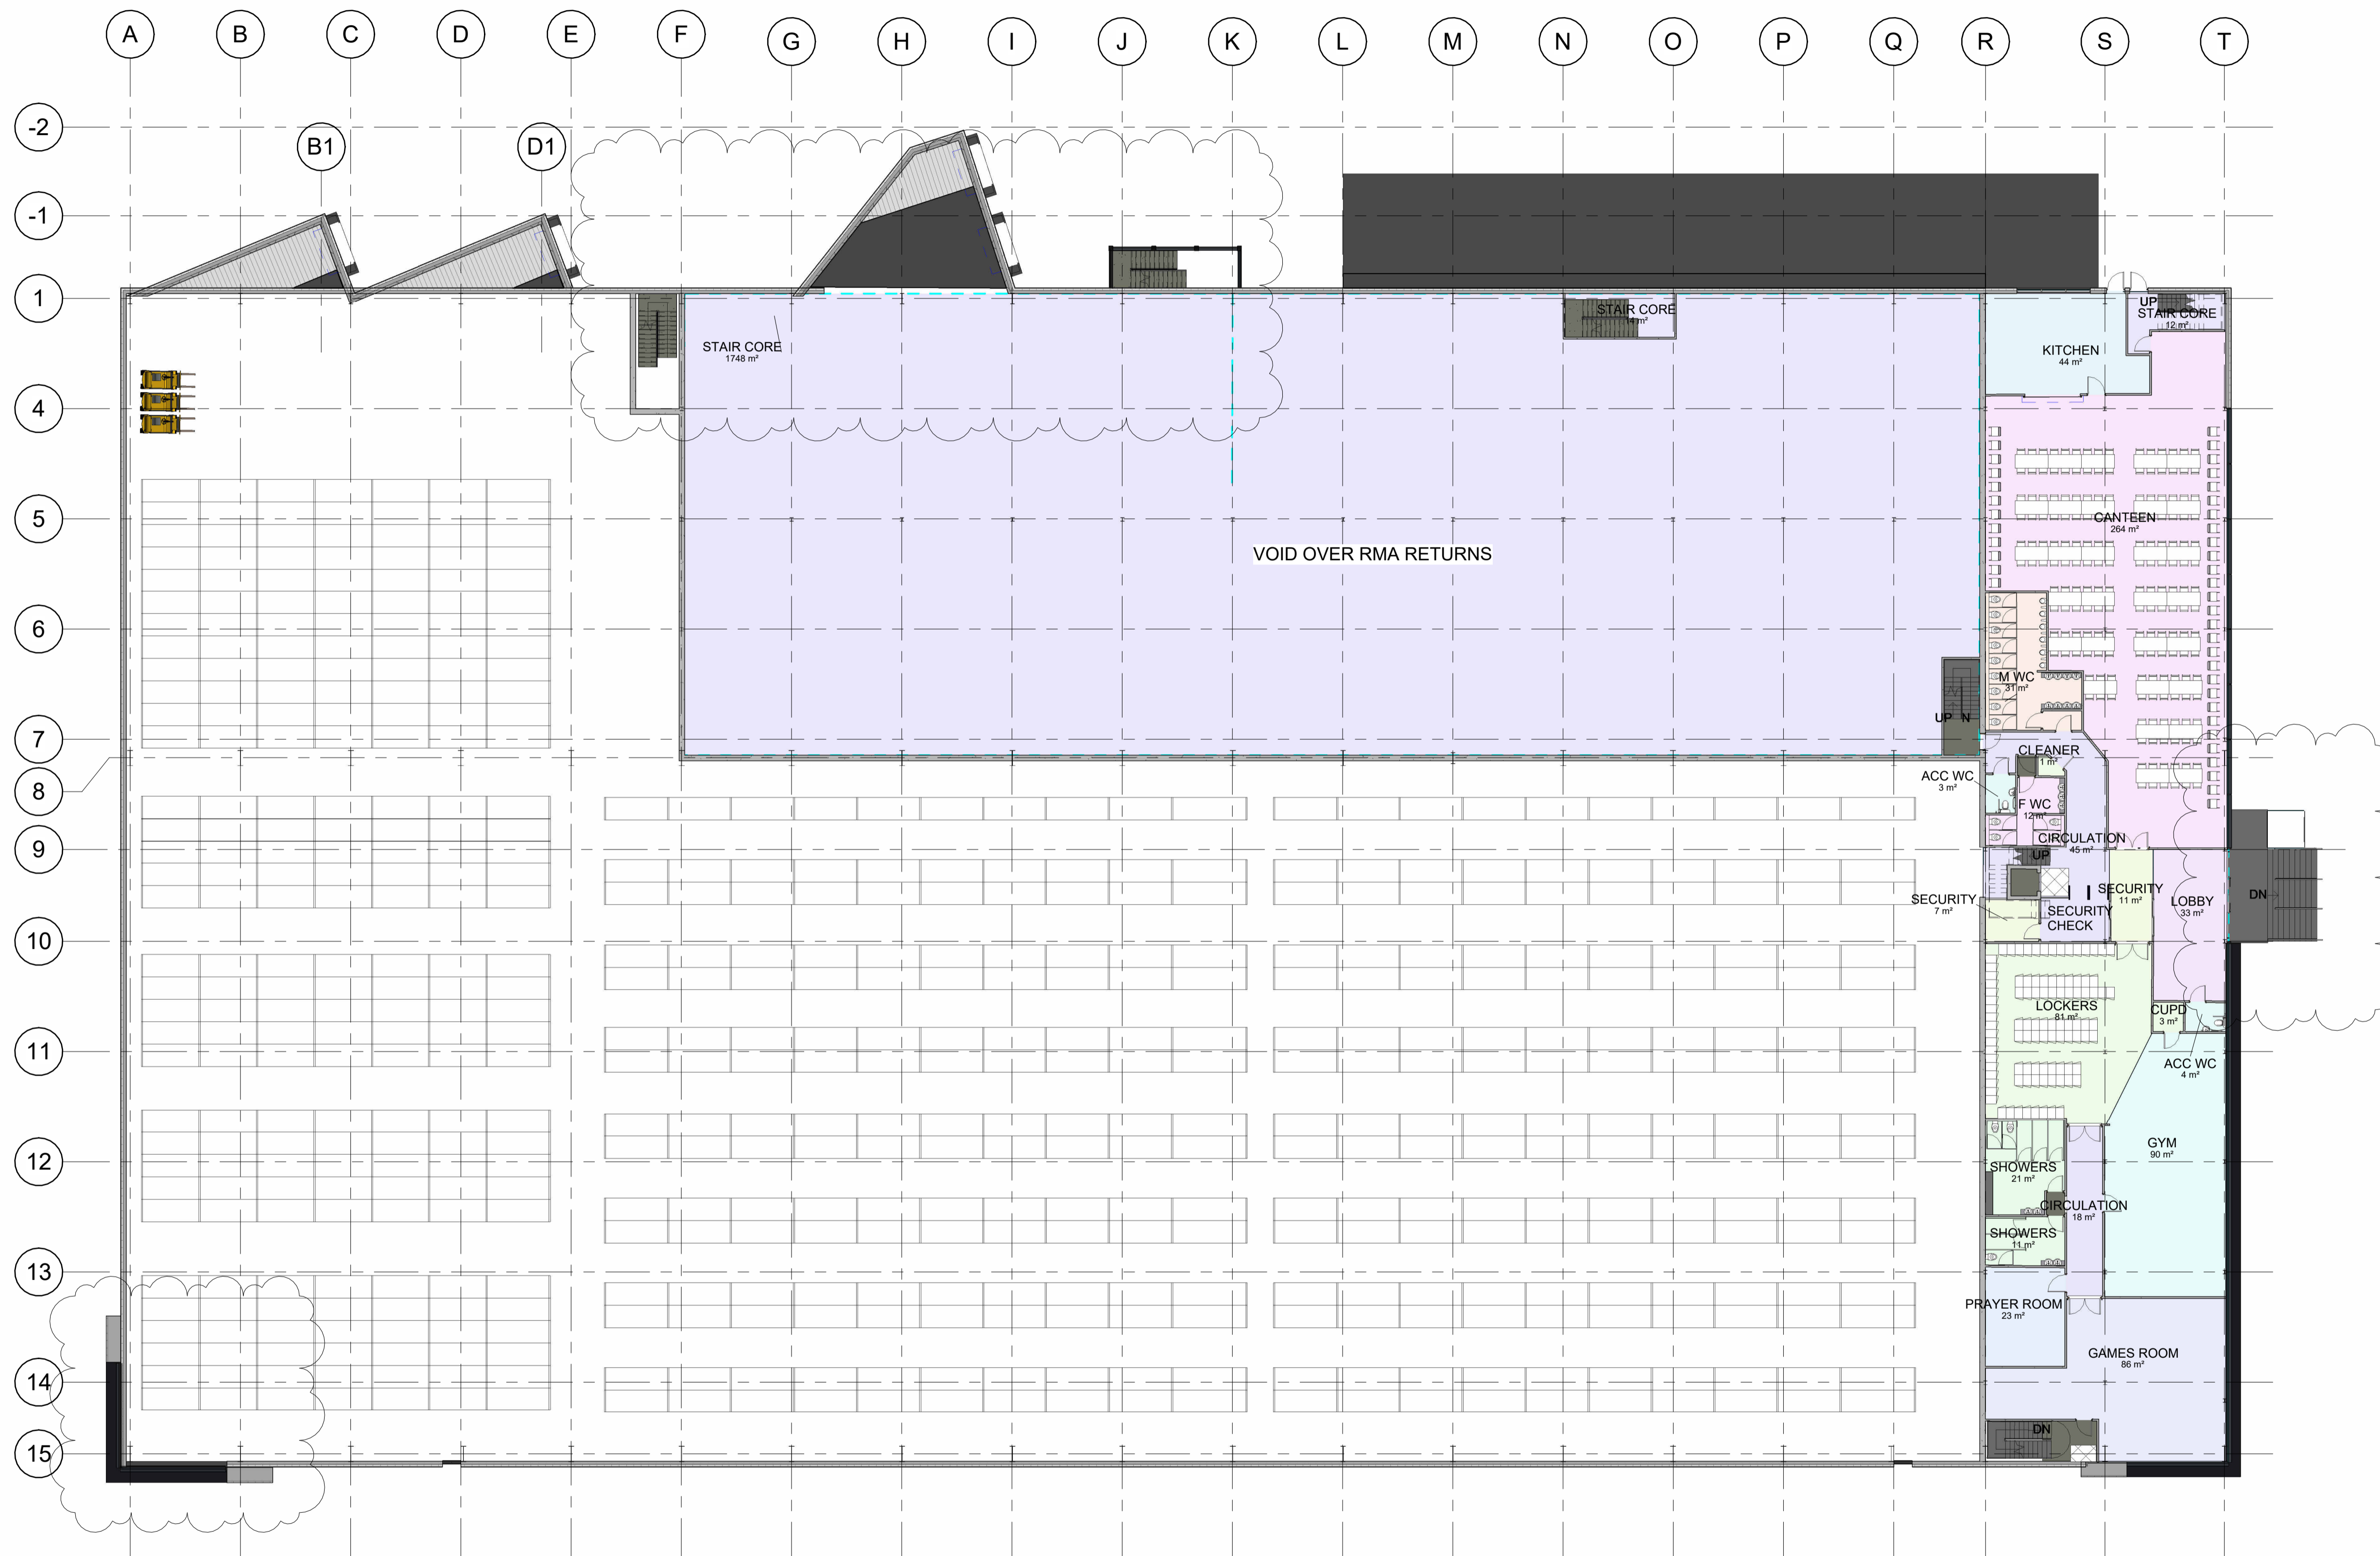 A
B
C
D
E
F
G
H
I
J
K
L
M
N
O
P
Q
R
S
T
-2
B1
D1
-1
1
UP
STAIR CORE
12 m²
STAIR CORE
14 m²
STAIR CORE
1748 m²
KITCHEN
44 m²
4
5
CANTEEN
264 m²
VOID OVER RMA RETURNS
6
M WC
31 m²
UP N
7
CLEANER
1 m²
8
ACC WC
3 m²
F WC
12 m²
9
CIRCULATION
45 m²
UP
SECURITY
11 m²
DN
SECURITY
7 m²
LOBBY
33 m²
SECURITY
CHECK
10
LOCKERS
81 m²
CUPD
3 m²
11
ACC WC
4 m²
GYM
90 m²
12
SHOWERS
21 m²
CIRCULATION
18 m²
SHOWERS
11 m²
13
PRAYER ROOM
23 m²
GAMES ROOM
86 m²
14
DN
15